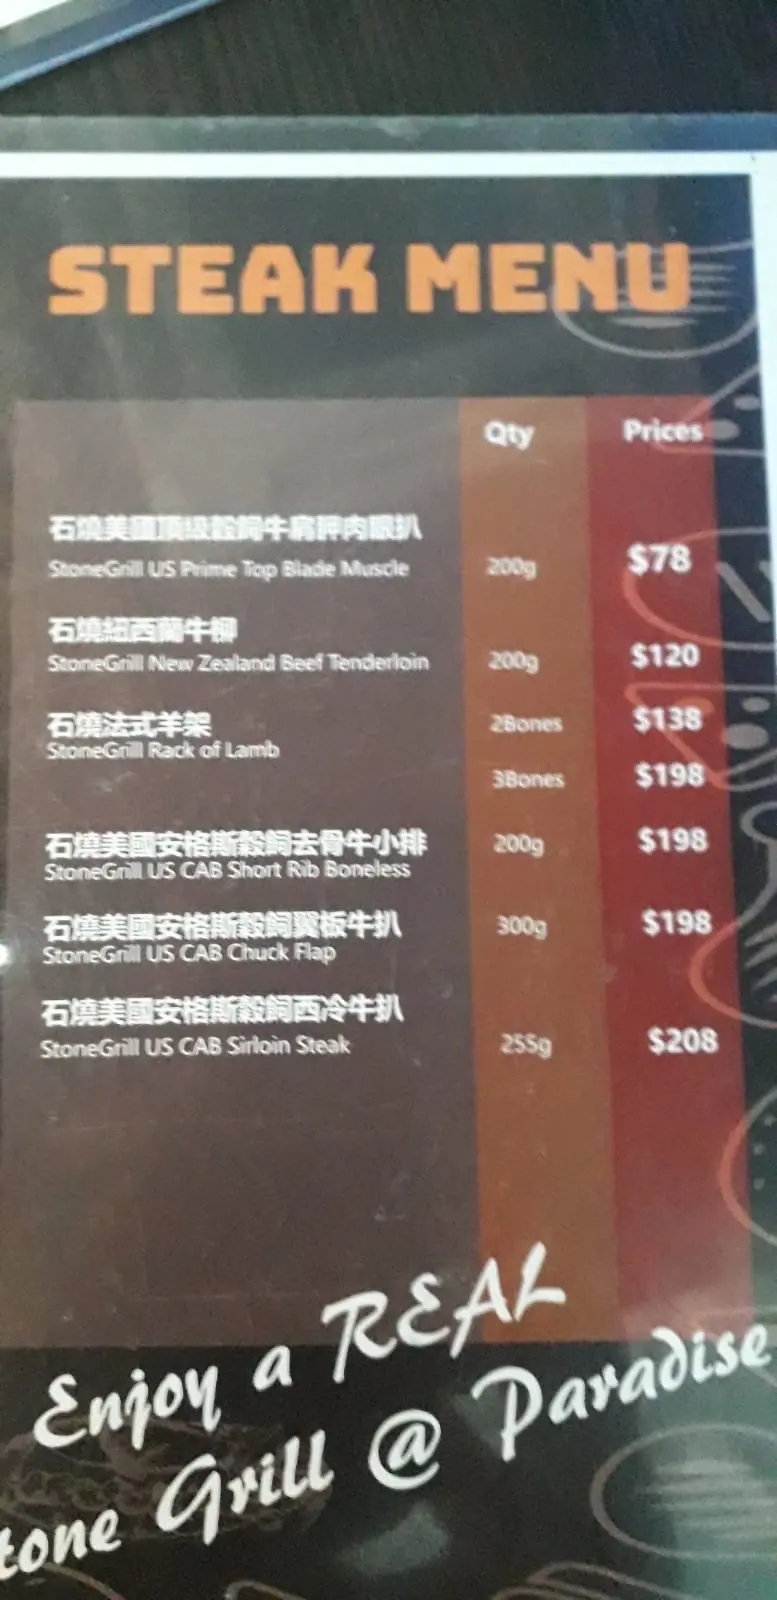 STEAK MENU
Qty Prices
石燒美國頂級穀飼牛肩胛肉眼扒
StoneGrill US Prime Top Blade Muscle 200g $78
石燒紐西蘭牛柳
StoneGrill New Zealand Beef Tenderloin 200g $120
石燒法式羊架 2Bones $138
StoneGrill Rack of Lamb
3Bones $198
石燒美國安格斯穀飼去骨牛小排 200g $198
StoneGrill US CAB Short Rib Boneless
石燒美國安格斯穀飼翼板牛扒 300g $198
StoneGrill US CAB Chuck Flap
石燒美國安格斯穀飼西冷牛扒
StoneGrill US CAB Sirloin Steak 255g $208
Enjoy a REAL
tone Grill @ Paradise